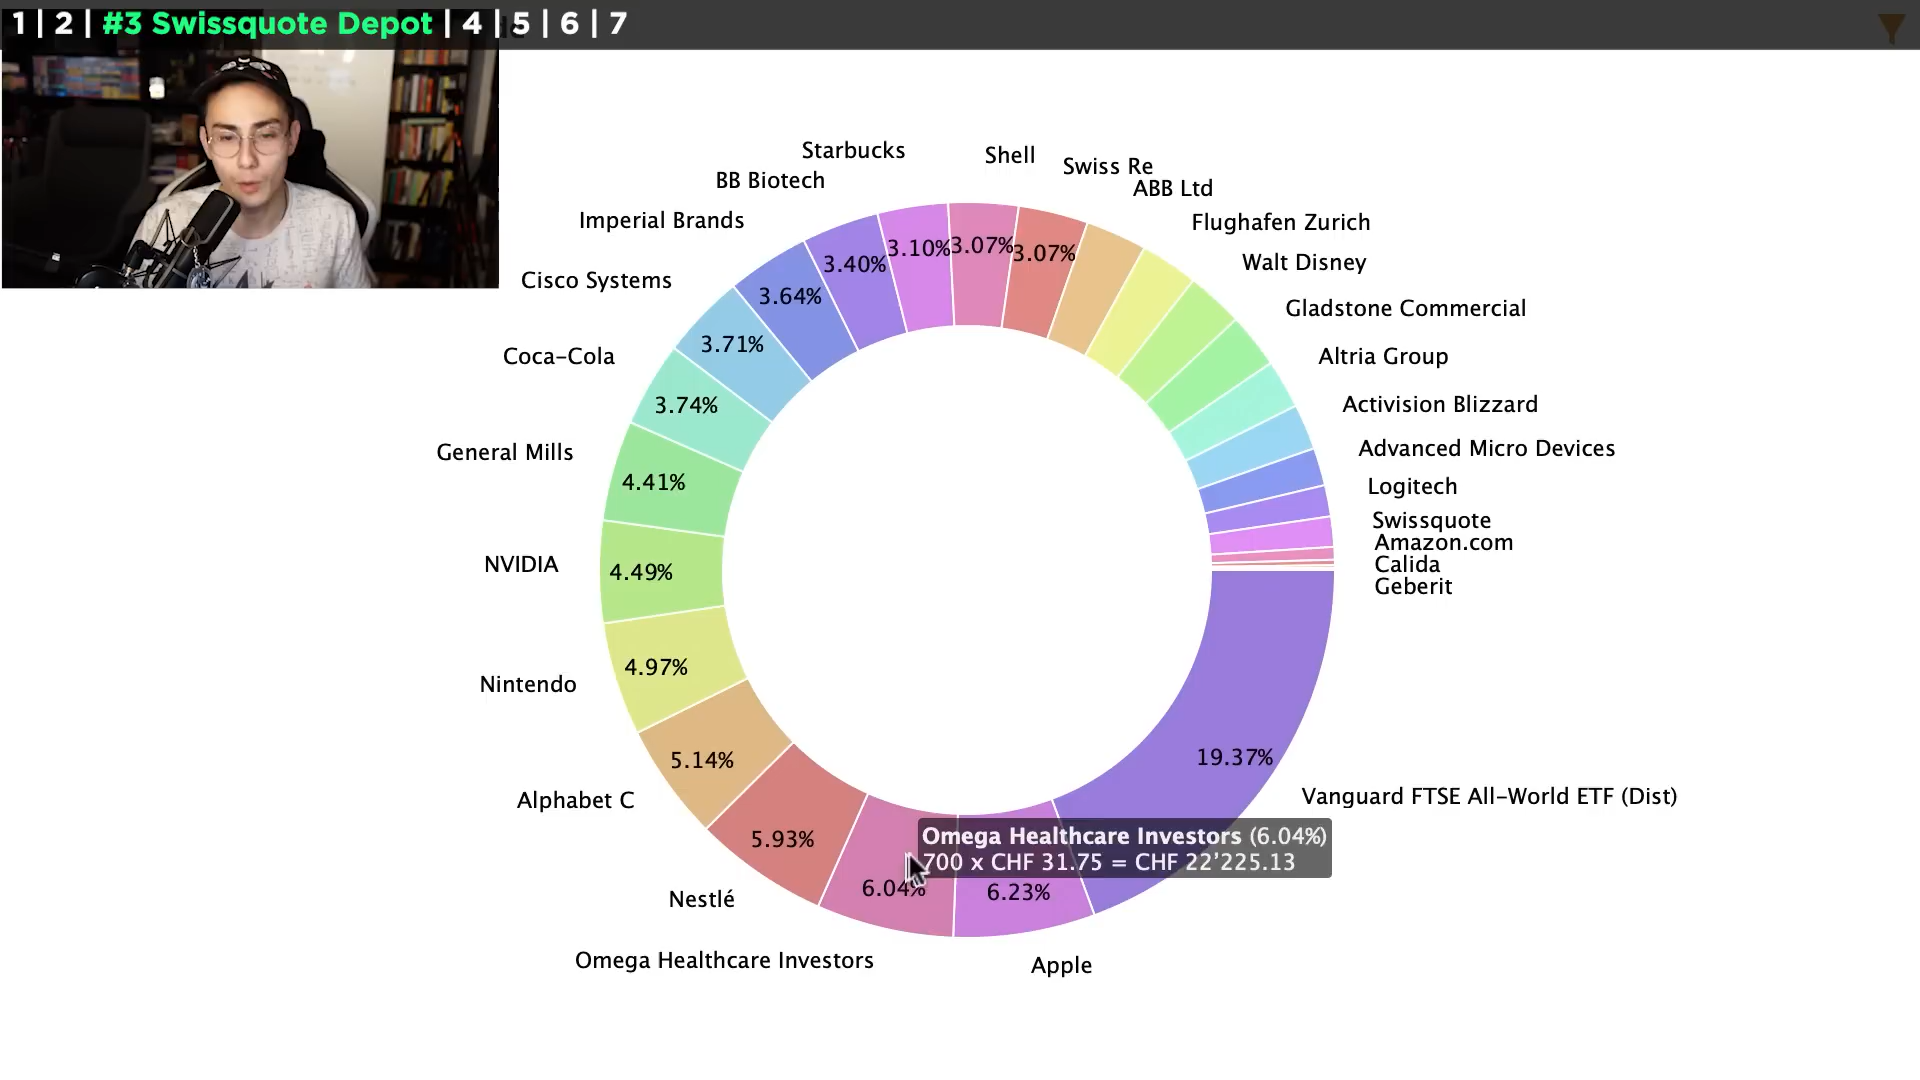 1 | 2 | #3 Swissquote Depot | 4 | 5 | 6 | 7
Starbucks
Shell
Swiss Re
BB Biotech
ABB Ltd
Imperial Brands
Flughafen Zurich
Walt Disney
Cisco Systems
Gladstone Commercial
Coca-Cola
Altria Group
Activision Blizzard
General Mills
Advanced Micro Devices
Logitech
Swissquote
Amazon.com
Calida
Geberit
NVIDIA
Nintendo
Alphabet C
Vanguard FTSE All-World ETF (Dist)
Nestlé
Omega Healthcare Investors
Apple
3.40%
3.10%
3.07%
3.07%
3.64%
3.71%
3.74%
4.41%
4.49%
4.97%
5.14%
5.93%
6.04%
6.23%
19.37%
Omega Healthcare Investors (6.04%)
700 x CHF 31.75 = CHF 22’225.13